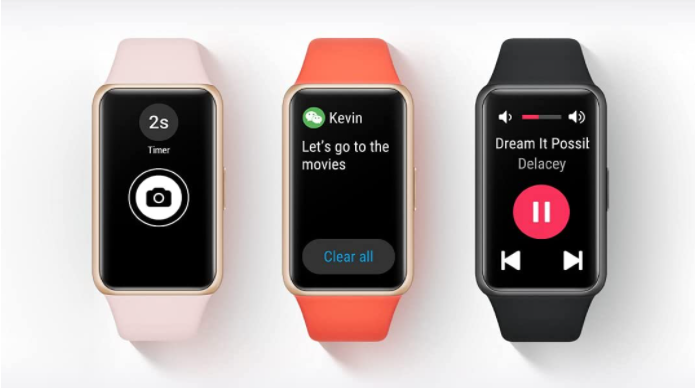 2s
Timer
Kevin
Let's go to the
movies
Clear all
Dream It Possit
Delacey